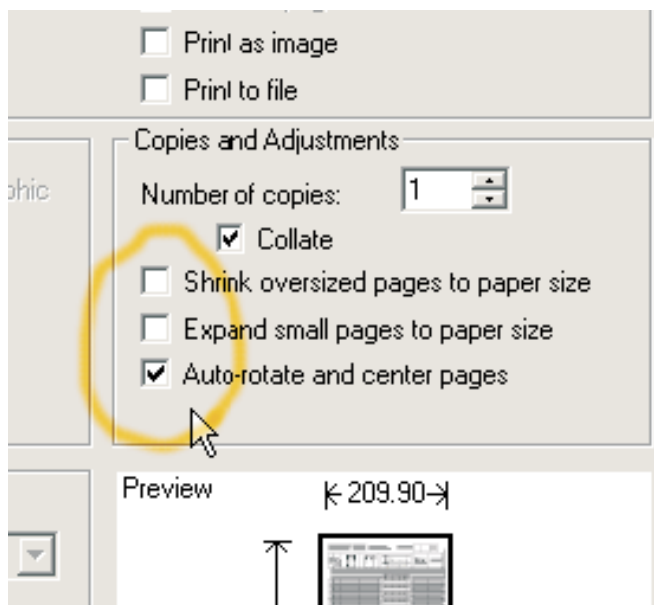 Print as image
Print to file
Copies and Adjustments
Number of copies: 1
Collate
Shrink oversized pages to paper size
Expand small pages to paper size
Auto-rotate and center pages
Preview
209.90